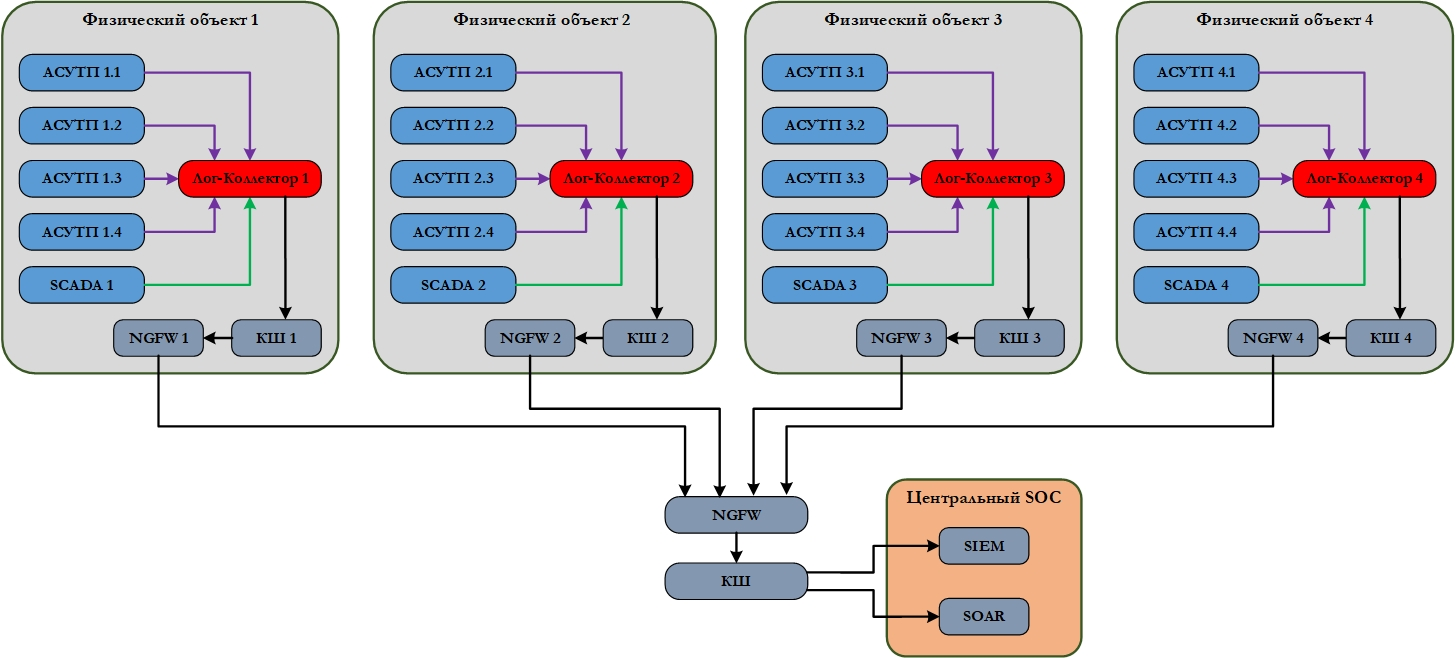 Физический объект 1
АСУТП 1.1
АСУТП 1.2
АСУТП 1.3
Лог-Коллектор 1
АСУТП 1.4
SCADA 1
NGFW 1
КШ 1
Физический объект 2
АСУТП 2.1
АСУТП 2.2
АСУТП 2.3
Лог-Коллектор 2
АСУТП 2.4
SCADA 2
NGFW 2
КШ 2
Физический объект 3
АСУТП 3.1
АСУТП 3.2
АСУТП 3.3
Лог-Коллектор 3
АСУТП 3.4
SCADA 3
NGFW 3
КШ 3
Физический объект 4
АСУТП 4.1
АСУТП 4.2
АСУТП 4.3
Лог-Коллектор 4
АСУТП 4.4
SCADA 4
NGFW 4
КШ 4
NGFW
КШ
Центральный SOC
SIEM
SOAR